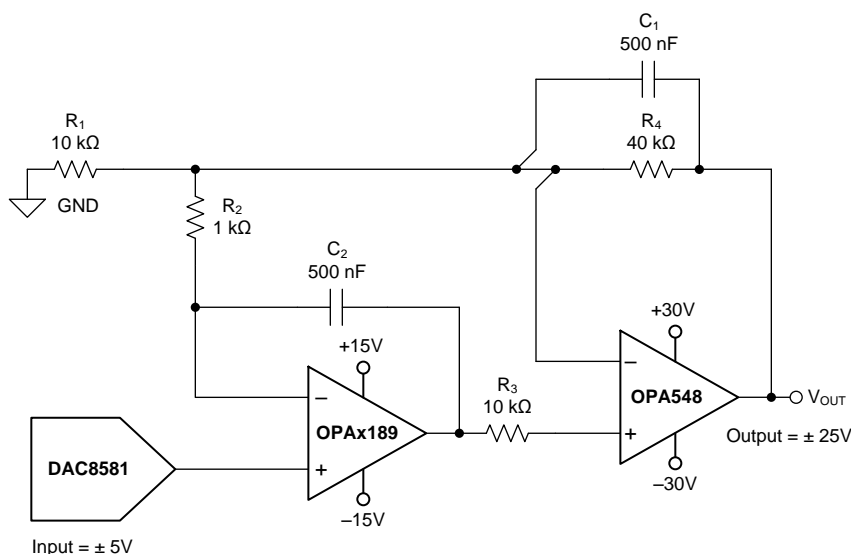 C₁
500 nF
R₁
10 kΩ
R₄
40 kΩ
GND
R₂
1 kΩ
C₂
500 nF
+30V
+15V
−
−
R₃
10 kΩ
OPA548
V_OUT
OPAx189
+
Output = ± 25V
DAC8581
+
–30V
–15V
Input = ± 5V